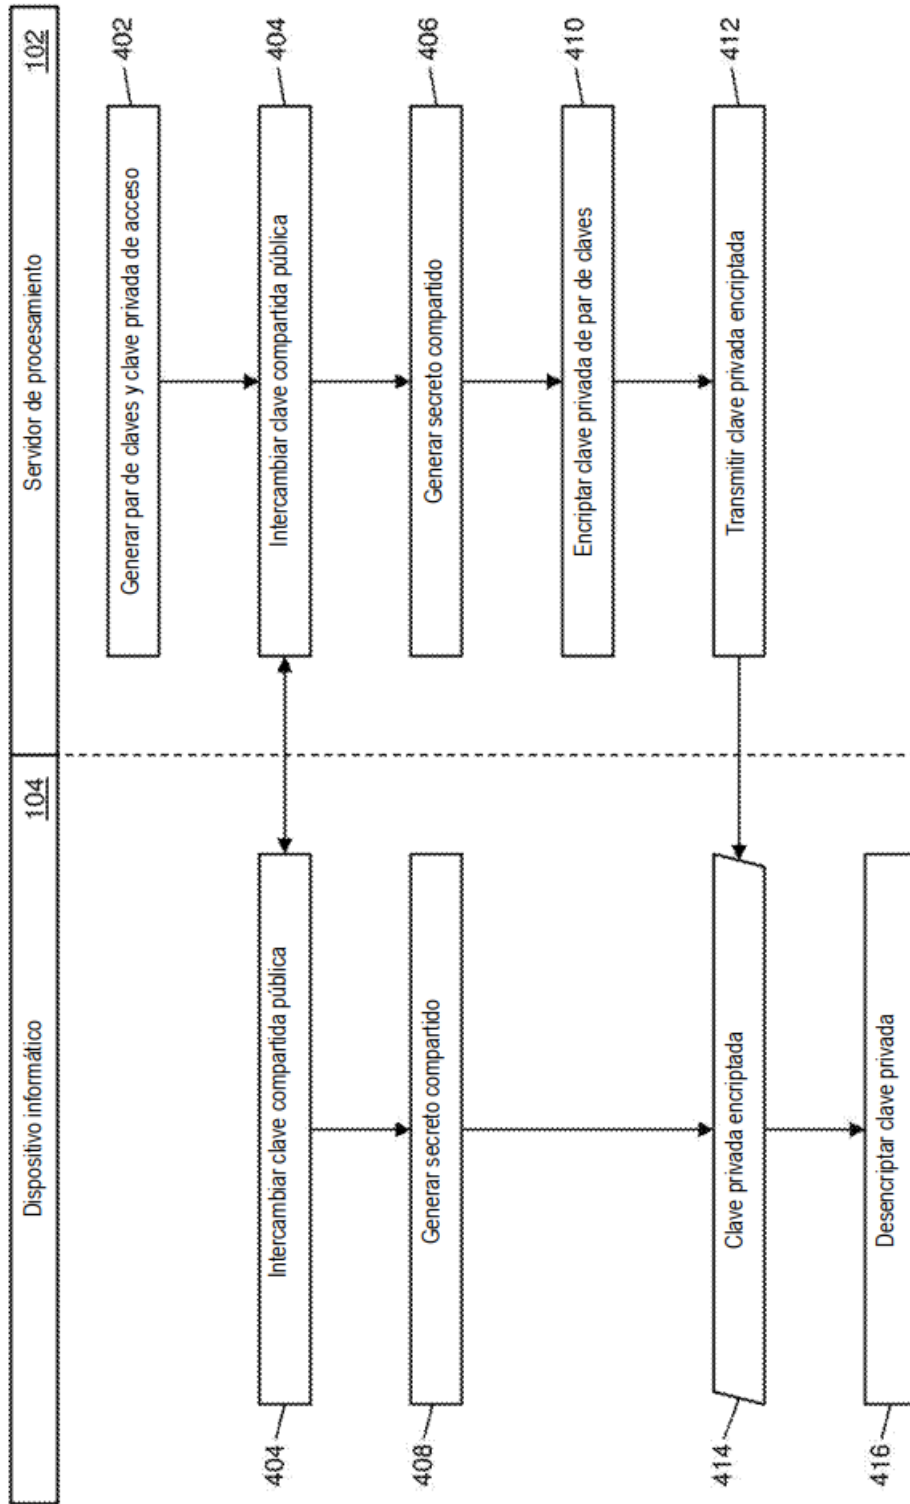 Dispositivo informático
104
Servidor de procesamiento
102
Generar par de claves y clave privada de acceso
402
404
Intercambiar clave compartida pública
Intercambiar clave compartida pública
404
408
Generar secreto compartido
Generar secreto compartido
406
Encriptar clave privada de par de claves
410
414
Clave privada encriptada
Transmitir clave privada encriptada
412
416
Desencriptar clave privada